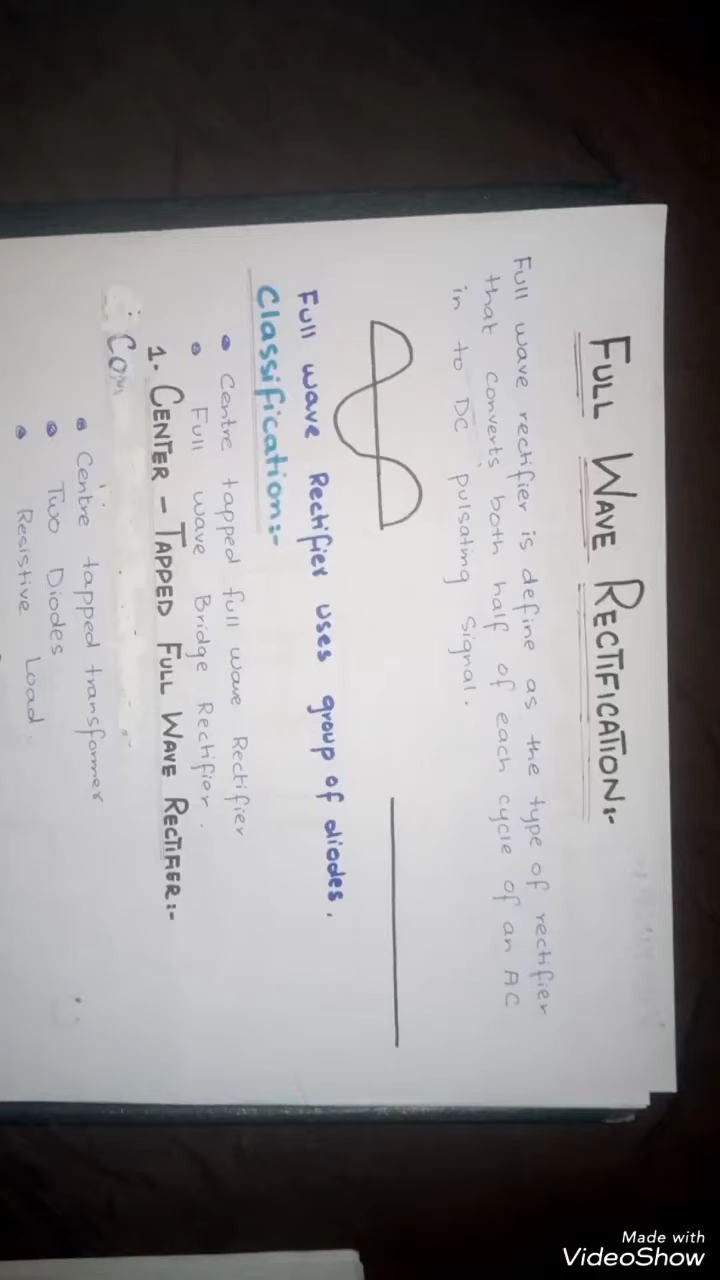 FULL WAVE RECTIFICATION:-
Full wave rectifier is define as the type of rectifier
that converts both half of each cycle of an AC
in to DC pulsating signal.
Full wave Rectifier uses group of diodes.
Classification:-
• Centre tapped full wave Rectifier
• Full wave Bridge Rectifier.
1. CENTER - TAPPED FULL WAVE RECTIFIER:-
• Centre tapped transformer
• Two Diodes
• Resistive Load.
Made with
VideoShow